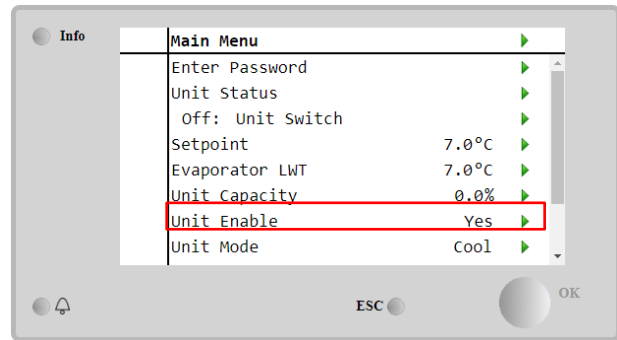 Info
Main Menu
Enter Password
Unit Status
Off: Unit Switch
Setpoint 7.0°C
Evaporator LWT 7.0°C
Unit Capacity 0.0%
Unit Enable Yes
Unit Mode Cool
ESC
OK